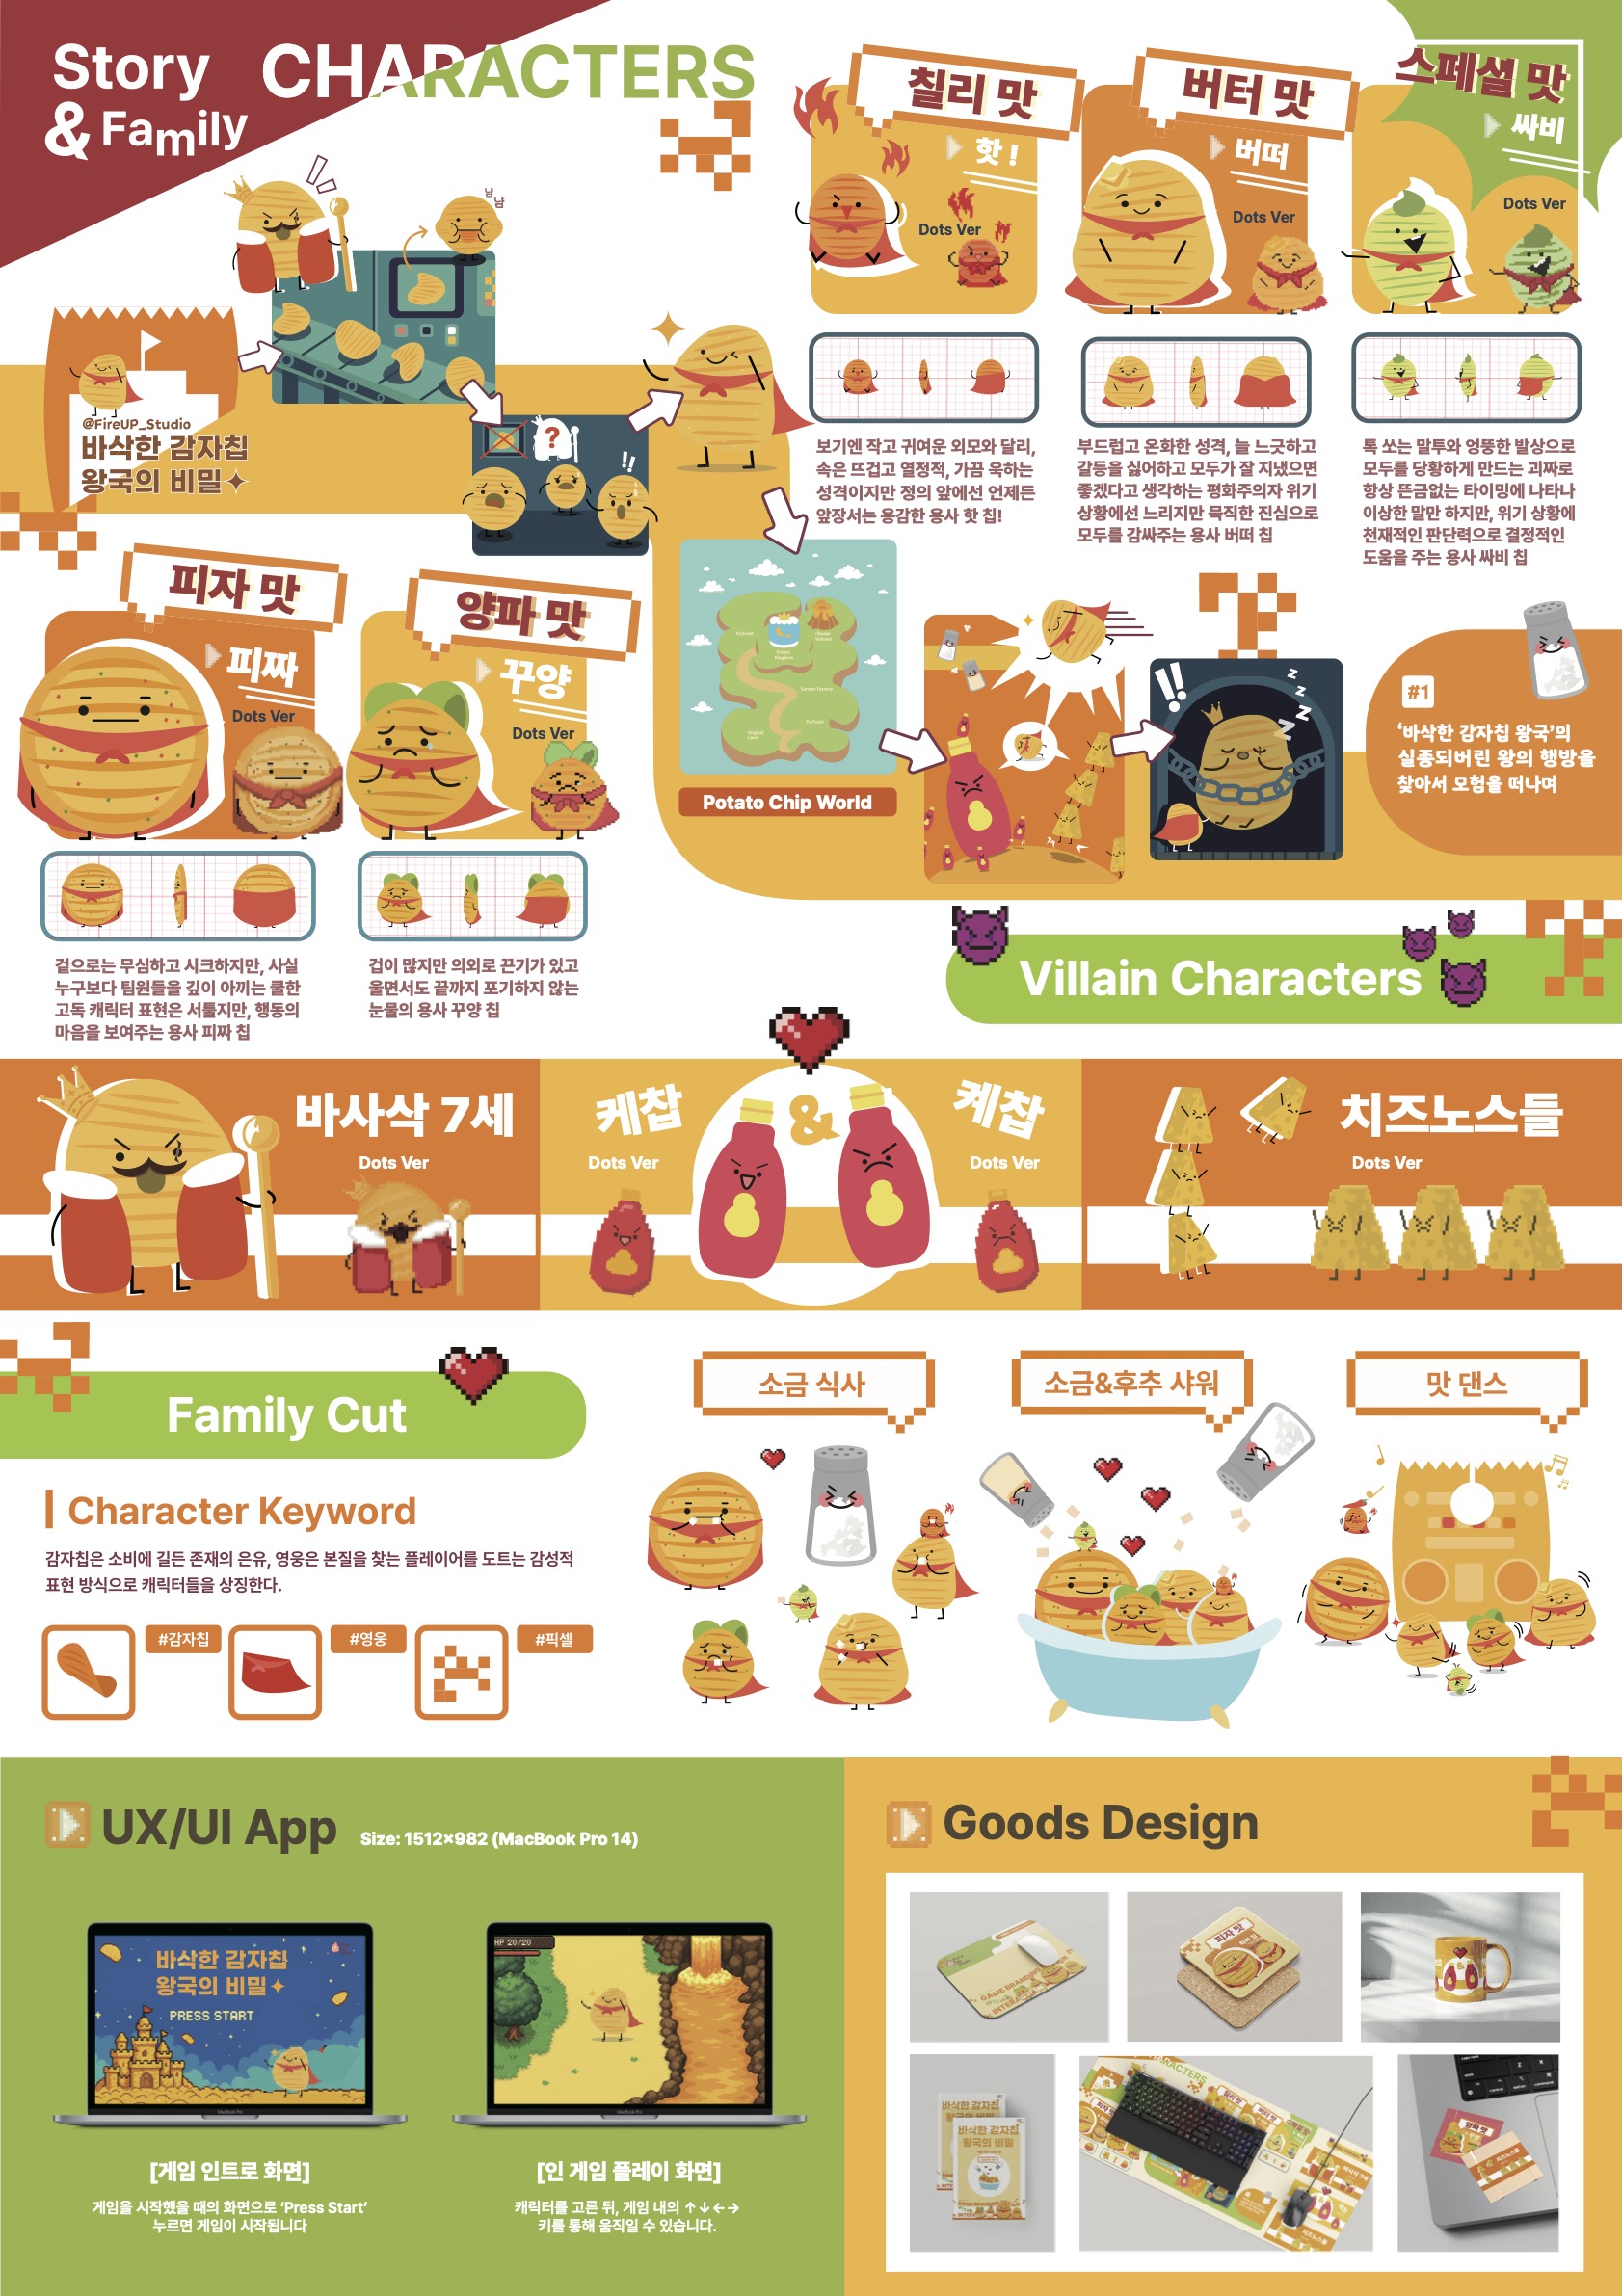 Story
& Family
CHARACTERS
냠
냠
@FireUP_Studio
바삭한 감자칩
왕국의 비밀
?
!!
칠리 맛
핫 !
Dots Ver
보기엔 작고 귀여운 외모와 달리,
속은 뜨겁고 열정적, 가끔 욱하는
성격이지만 정의 앞에선 언제든
앞장서는 용감한 용사 핫 칩!
버터 맛
버떠
Dots Ver
부드럽고 온화한 성격, 늘 느긋하고
갈등을 싫어하고 모두가 잘 지냈으면
좋겠다고 생각하는 평화주의자 위기
상황에선 느리지만 묵직한 진심으로
모두를 감싸주는 용사 버떠 칩
스페셜 맛
싸비
Dots Ver
톡 쏘는 말투와 엉뚱한 발상으로
모두를 당황하게 만드는 괴짜로
항상 뜬금없는 타이밍에 나타나
이상한 말만 하지만, 위기 상황에
천재적인 판단력으로 결정적인
도움을 주는 용사 싸비 칩
피자 맛
피짜
Dots Ver
겉으로는 무심하고 시크하지만, 사실
누구보다 팀원들을 깊이 아끼는 쿨한
고독 캐릭터 표현은 서툴지만, 행동의
마음을 보여주는 용사 피짜 칩
양파 맛
꾸양
Dots Ver
겁이 많지만 의외로 끈기가 있고
울면서도 끝까지 포기하지 않는
눈물의 용사 꾸양 칩
Potato
Kingdom
Potato Chip World
!!
z
z
z
z
z
#1
‘바삭한 감자칩 왕국’의
실종되버린 왕의 행방을
찾아서 모험을 떠나며
Villain Characters
바사삭 7세
Dots Ver
케찹
Dots Ver
&
켸찹
Dots Ver
치즈노스들
Dots Ver
Family Cut
Character Keyword
감자칩은 소비에 길든 존재의 은유, 영웅은 본질을 찾는 플레이어를 도트는 감성적
표현 방식으로 캐릭터들을 상징한다.
#감자칩
#영웅
#픽셀
소금 식사
소금&후추 샤워
맛 댄스
UX/UI App
Size: 1512×982 (MacBook Pro 14)
바삭한 감자칩
왕국의 비밀
PRESS START
MacBook Pro
[게임 인트로 화면]
게임을 시작했을 때의 화면으로 ‘Press Start’
누르면 게임이 시작됩니다
HP 20/20
MacBook Pro
[인 게임 플레이 화면]
캐릭터를 고른 뒤, 게임 내의 ↑↓←→
키를 통해 움직일 수 있습니다.
Goods Design
피자 맛
바삭한 감자칩
왕국의 비밀